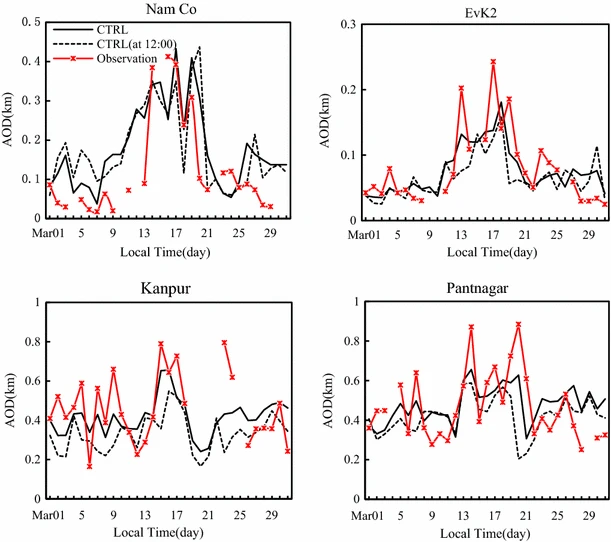 Nam Co
CTRL
CTRL(at 12:00)
Observation
AOD(km)
0.5
0.4
0.3
0.2
0.1
0
Mar01 5 9 13 17 21 25 29
Local Time(day)
EvK2
AOD(km)
0.3
0.2
0.1
0
Mar01 5 9 13 17 21 25 29
Local Time(day)
Kanpur
AOD(km)
1
0.8
0.6
0.4
0.2
0
Mar01 5 9 13 17 21 25 29
Local Time(day)
Pantnagar
AOD(km)
1
0.8
0.6
0.4
0.2
0
Mar01 5 9 13 17 21 25 29
Local Time(day)